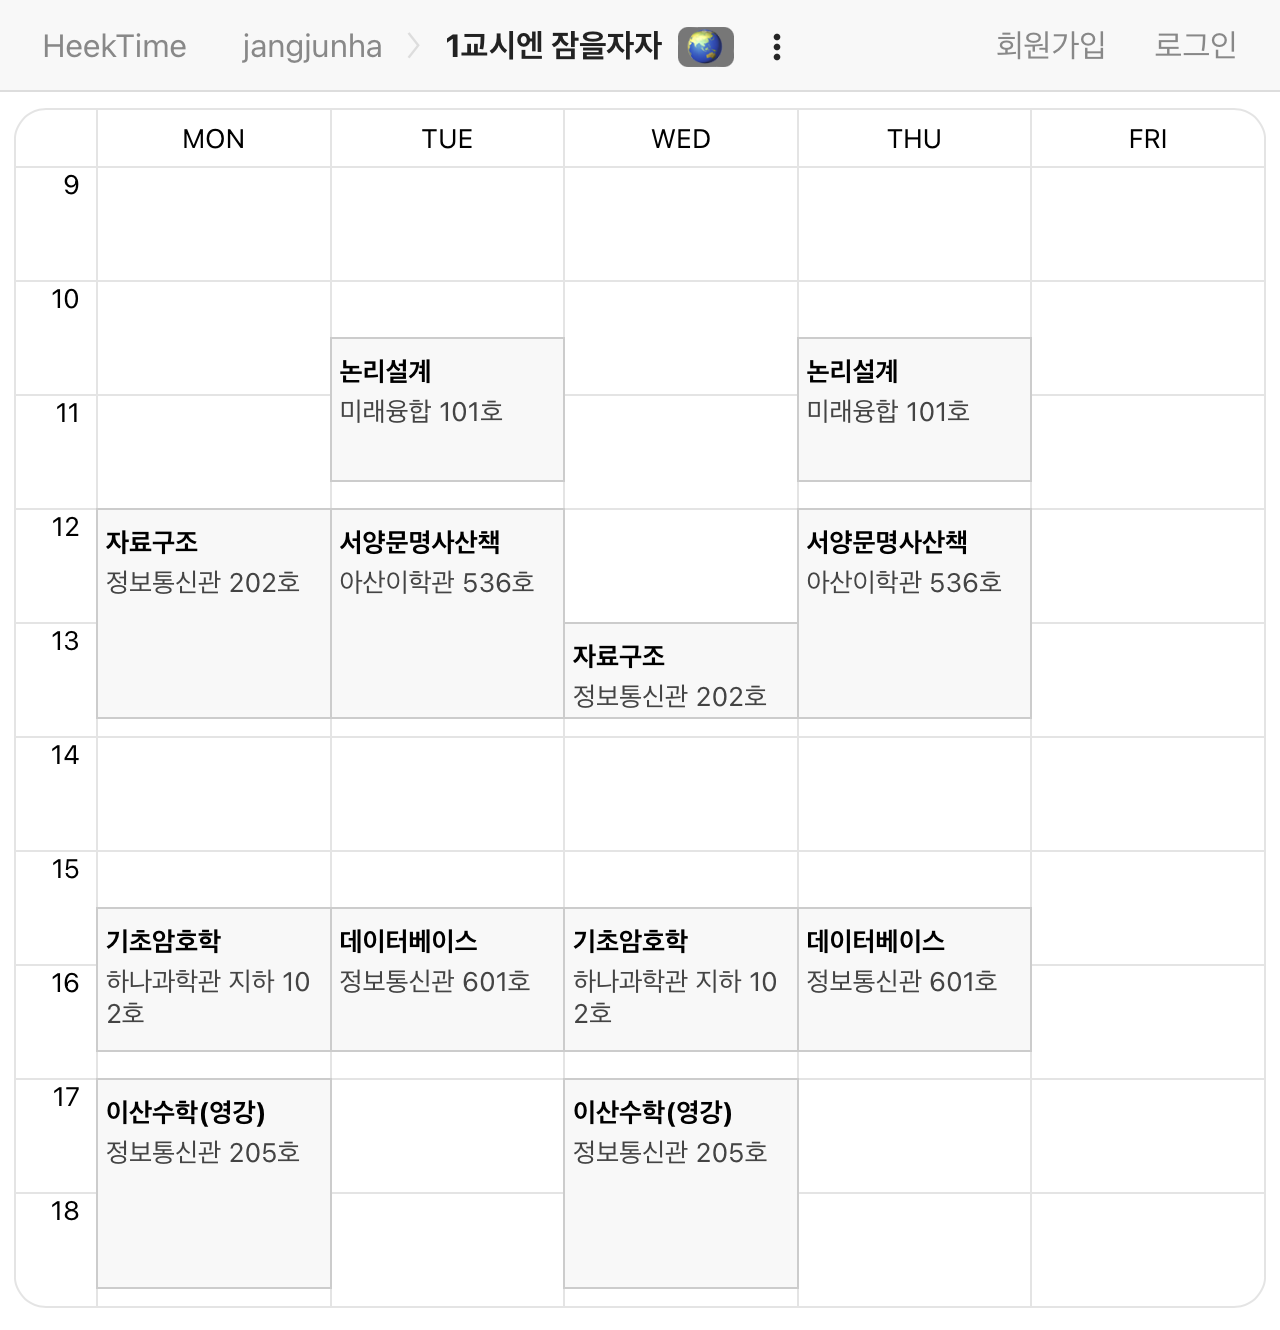 HeekTime jangjunha 1교시엔 잠을자자 회원가입 로그인
MON TUE WED THU FRI
9
10
논리설계 논리설계
미래융합 101호 미래융합 101호
11
12
자료구조 서양문명사산책 서양문명사산책
정보통신관 202호 아산이학관 536호 아산이학관 536호
13
자료구조
정보통신관 202호
14
15
기초암호학 데이터베이스 기초암호학 데이터베이스
하나과학관 지하 10 정보통신관 601호 하나과학관 지하 10 정보통신관 601호
16
2호 2호
17
이산수학(영강) 이산수학(영강)
정보통신관 205호 정보통신관 205호
18